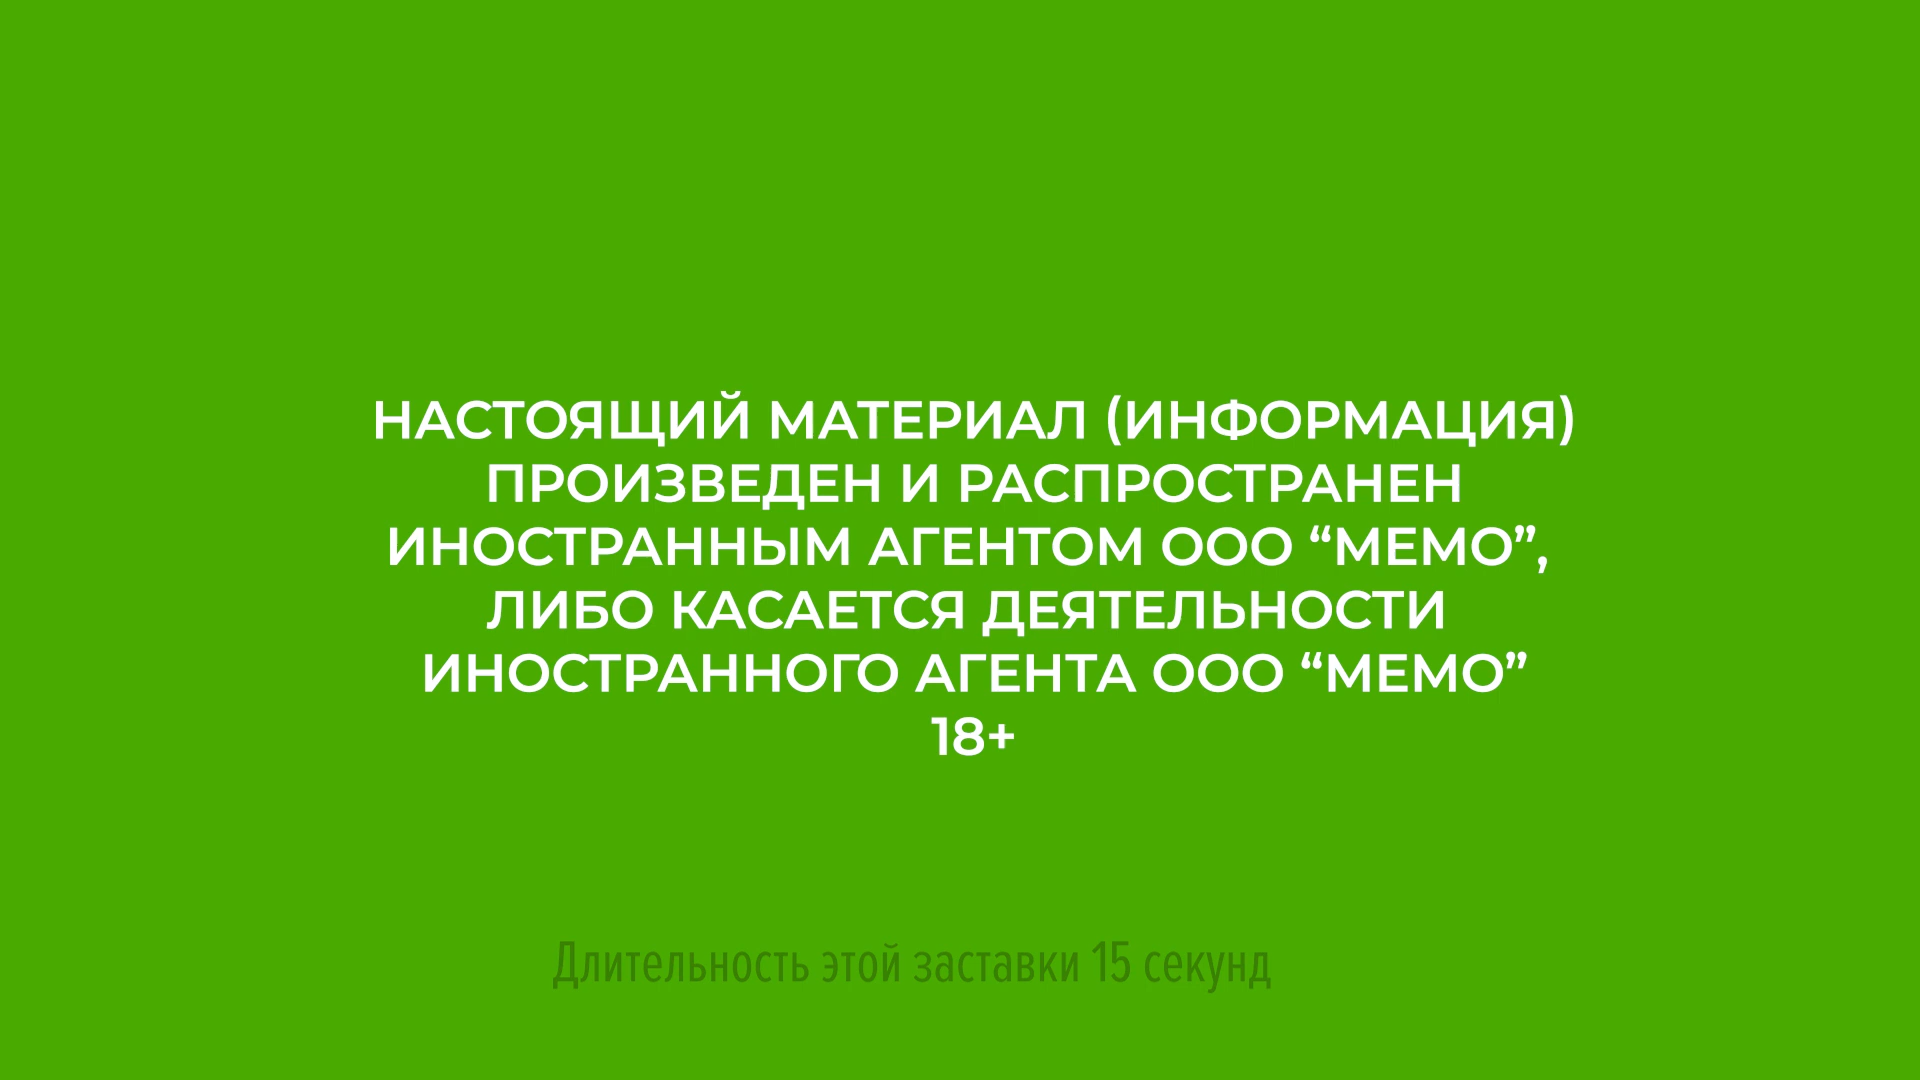 НАСТОЯЩИЙ МАТЕРИАЛ (ИНФОРМАЦИЯ)
ПРОИЗВЕДЕН И РАСПРОСТРАНЕН
ИНОСТРАННЫМ АГЕНТОМ ООО “МЕМО”,
ЛИБО КАСАЕТСЯ ДЕЯТЕЛЬНОСТИ
ИНОСТРАННОГО АГЕНТА ООО “МЕМО”
18+
Длительность этой заставки 15 секунд